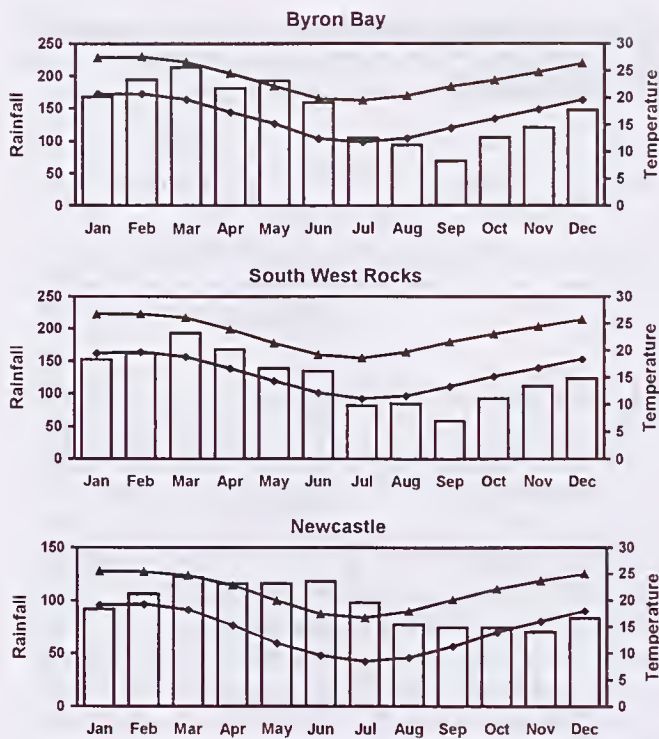 Byron Bay
250 200 150 100 50 0
Rainfall
30 25 20 15 10 5 0
Temperature
Jan Feb Mar Apr May Jun Jul Aug Sep Oct Nov Dec
South West Rocks
250 200 150 100 50 0
Rainfall
30 25 20 15 10 5 0
Temperature
Jan Feb Mar Apr May Jun Jul Aug Sep Oct Nov Dec
Newcastle
150 100 50 0
Rainfall
30 25 20 15 10 5 0
Temperature
Jan Feb Mar Apr May Jun Jul Aug Sep Oct Nov Dec